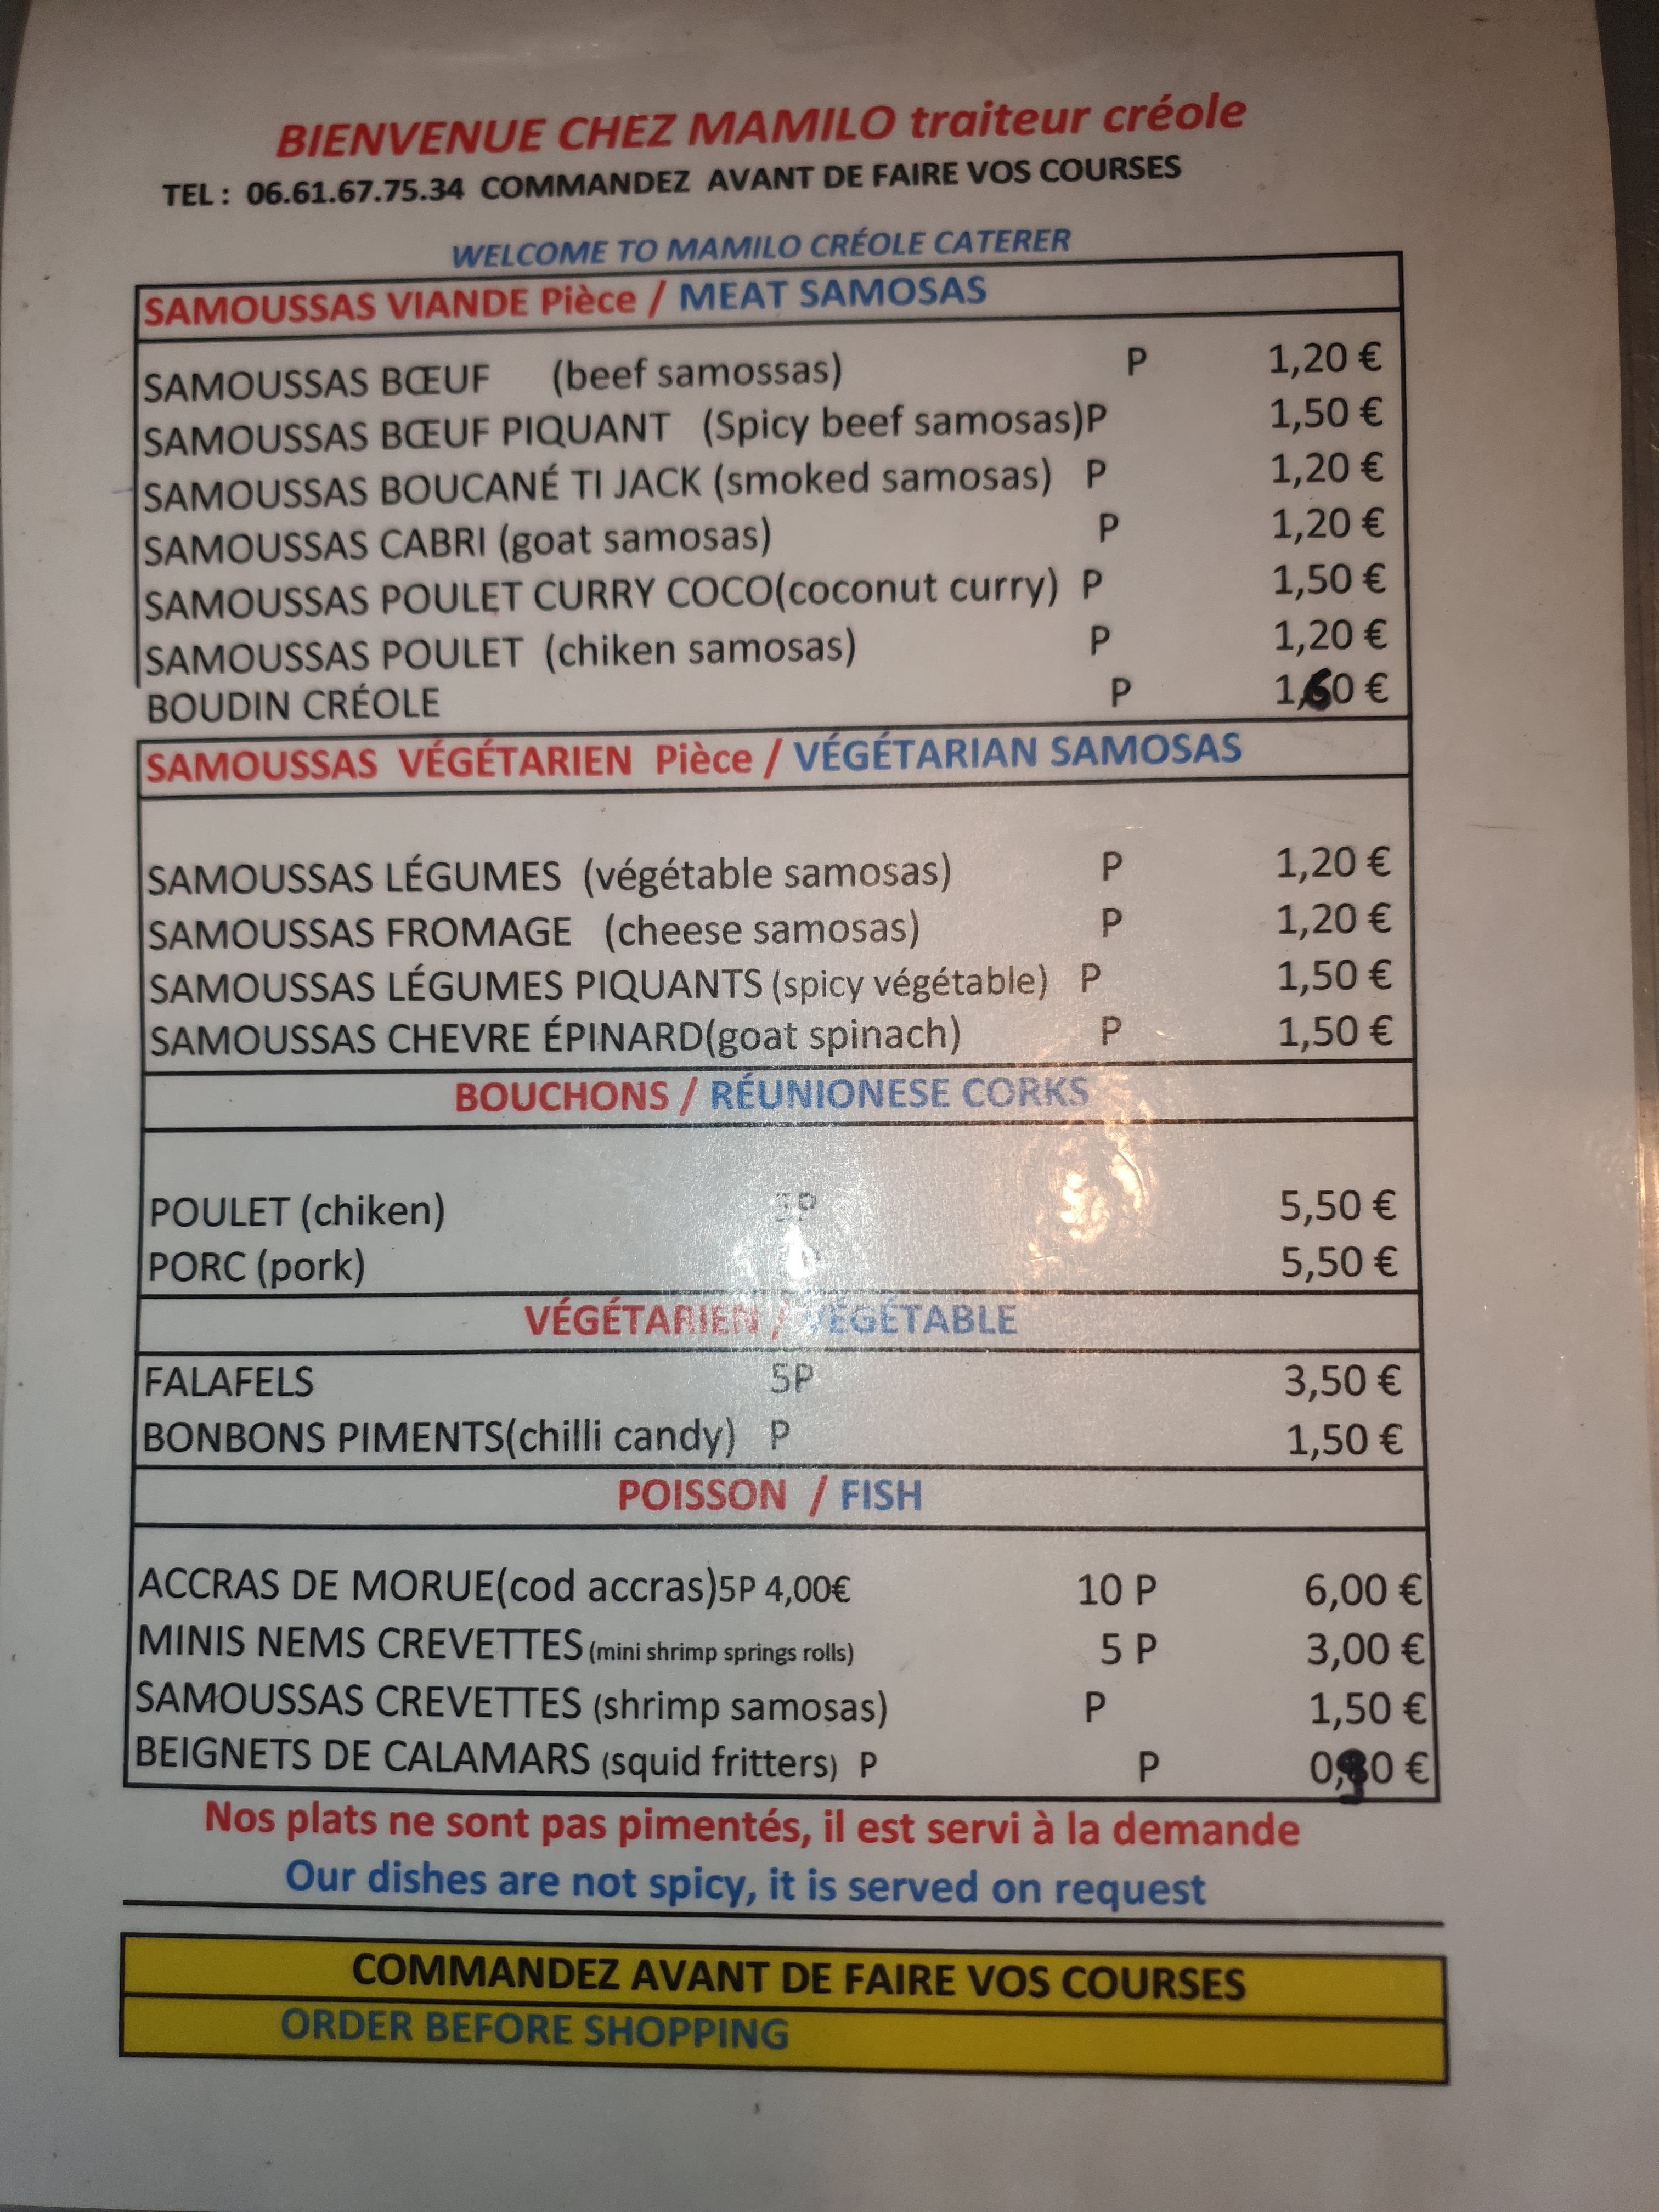 BIENVENUE CHEZ MAMILO traiteur créole
TEL : 06.61.67.75.34 COMMANDEZ AVANT DE FAIRE VOS COURSES
WELCOME TO MAMILO CRÉOLE CATERER
SAMOUSSAS VIANDE Pièce / MEAT SAMOSAS
SAMOUSSAS BŒUF (beef samossas) P 1,20 €
SAMOUSSAS BŒUF PIQUANT (Spicy beef samosas)P 1,50 €
SAMOUSSAS BOUCANÉ TI JACK (smoked samosas) P 1,20 €
SAMOUSSAS CABRI (goat samosas) P 1,20 €
SAMOUSSAS POULET CURRY COCO(coconut curry) P 1,50 €
SAMOUSSAS POULET (chiken samosas) P 1,20 €
BOUDIN CRÉOLE P 1,60 €
SAMOUSSAS VÉGÉTARIEN Pièce / VÉGÉTARIAN SAMOSAS
SAMOUSSAS LÉGUMES (végétable samosas) P 1,20 €
SAMOUSSAS FROMAGE (cheese samosas) P 1,20 €
SAMOUSSAS LÉGUMES PIQUANTS (spicy végétable) P 1,50 €
SAMOUSSAS CHEVRE ÉPINARD(goat spinach) P 1,50 €
BOUCHONS / RÉUNIONESE CORKS
POULET (chiken) 5P 5,50 €
PORC (pork) 5,50 €
VÉGÉTARIEN / VÉGÉTABLE
FALAFELS 5P 3,50 €
BONBONS PIMENTS(chilli candy) P 1,50 €
POISSON / FISH
ACCRAS DE MORUE(cod accras)5P 4,00€ 10 P 6,00 €
MINIS NEMS CREVETTES (mini shrimp springs rolls) 5 P 3,00 €
SAMOUSSAS CREVETTES (shrimp samosas) P 1,50 €
BEIGNETS DE CALAMARS (squid fritters) P P 0,90 €
Nos plats ne sont pas pimentés, il est servi à la demande
Our dishes are not spicy, it is served on request
COMMANDEZ AVANT DE FAIRE VOS COURSES
ORDER BEFORE SHOPPING